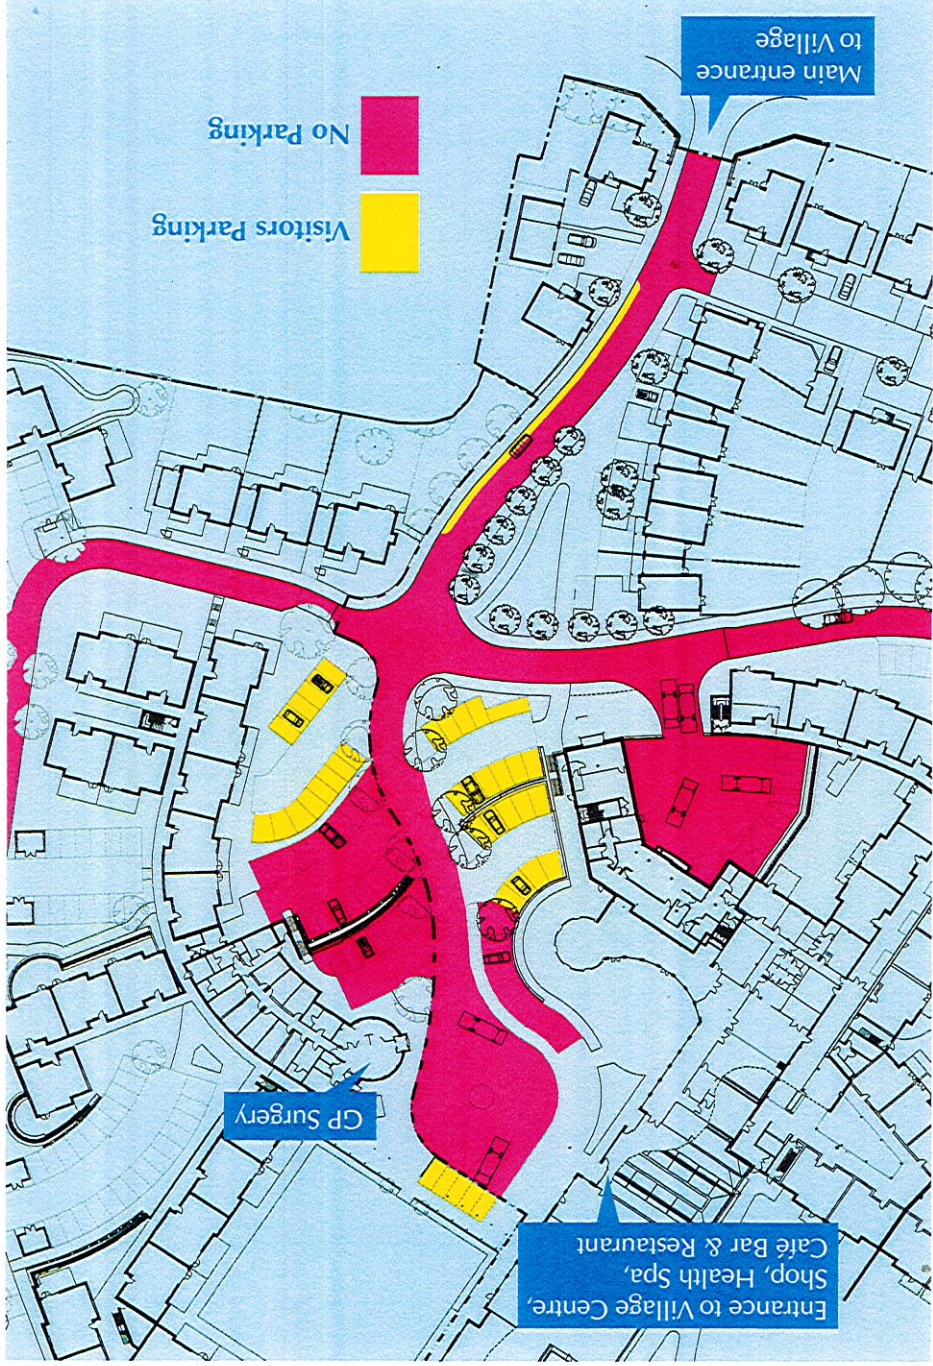 Entrance to Village Centre,
Shop, Health Spa,
Café Bar & Restaurant
GP Surgery
Visitors Parking
No Parking
Main entrance
to Village